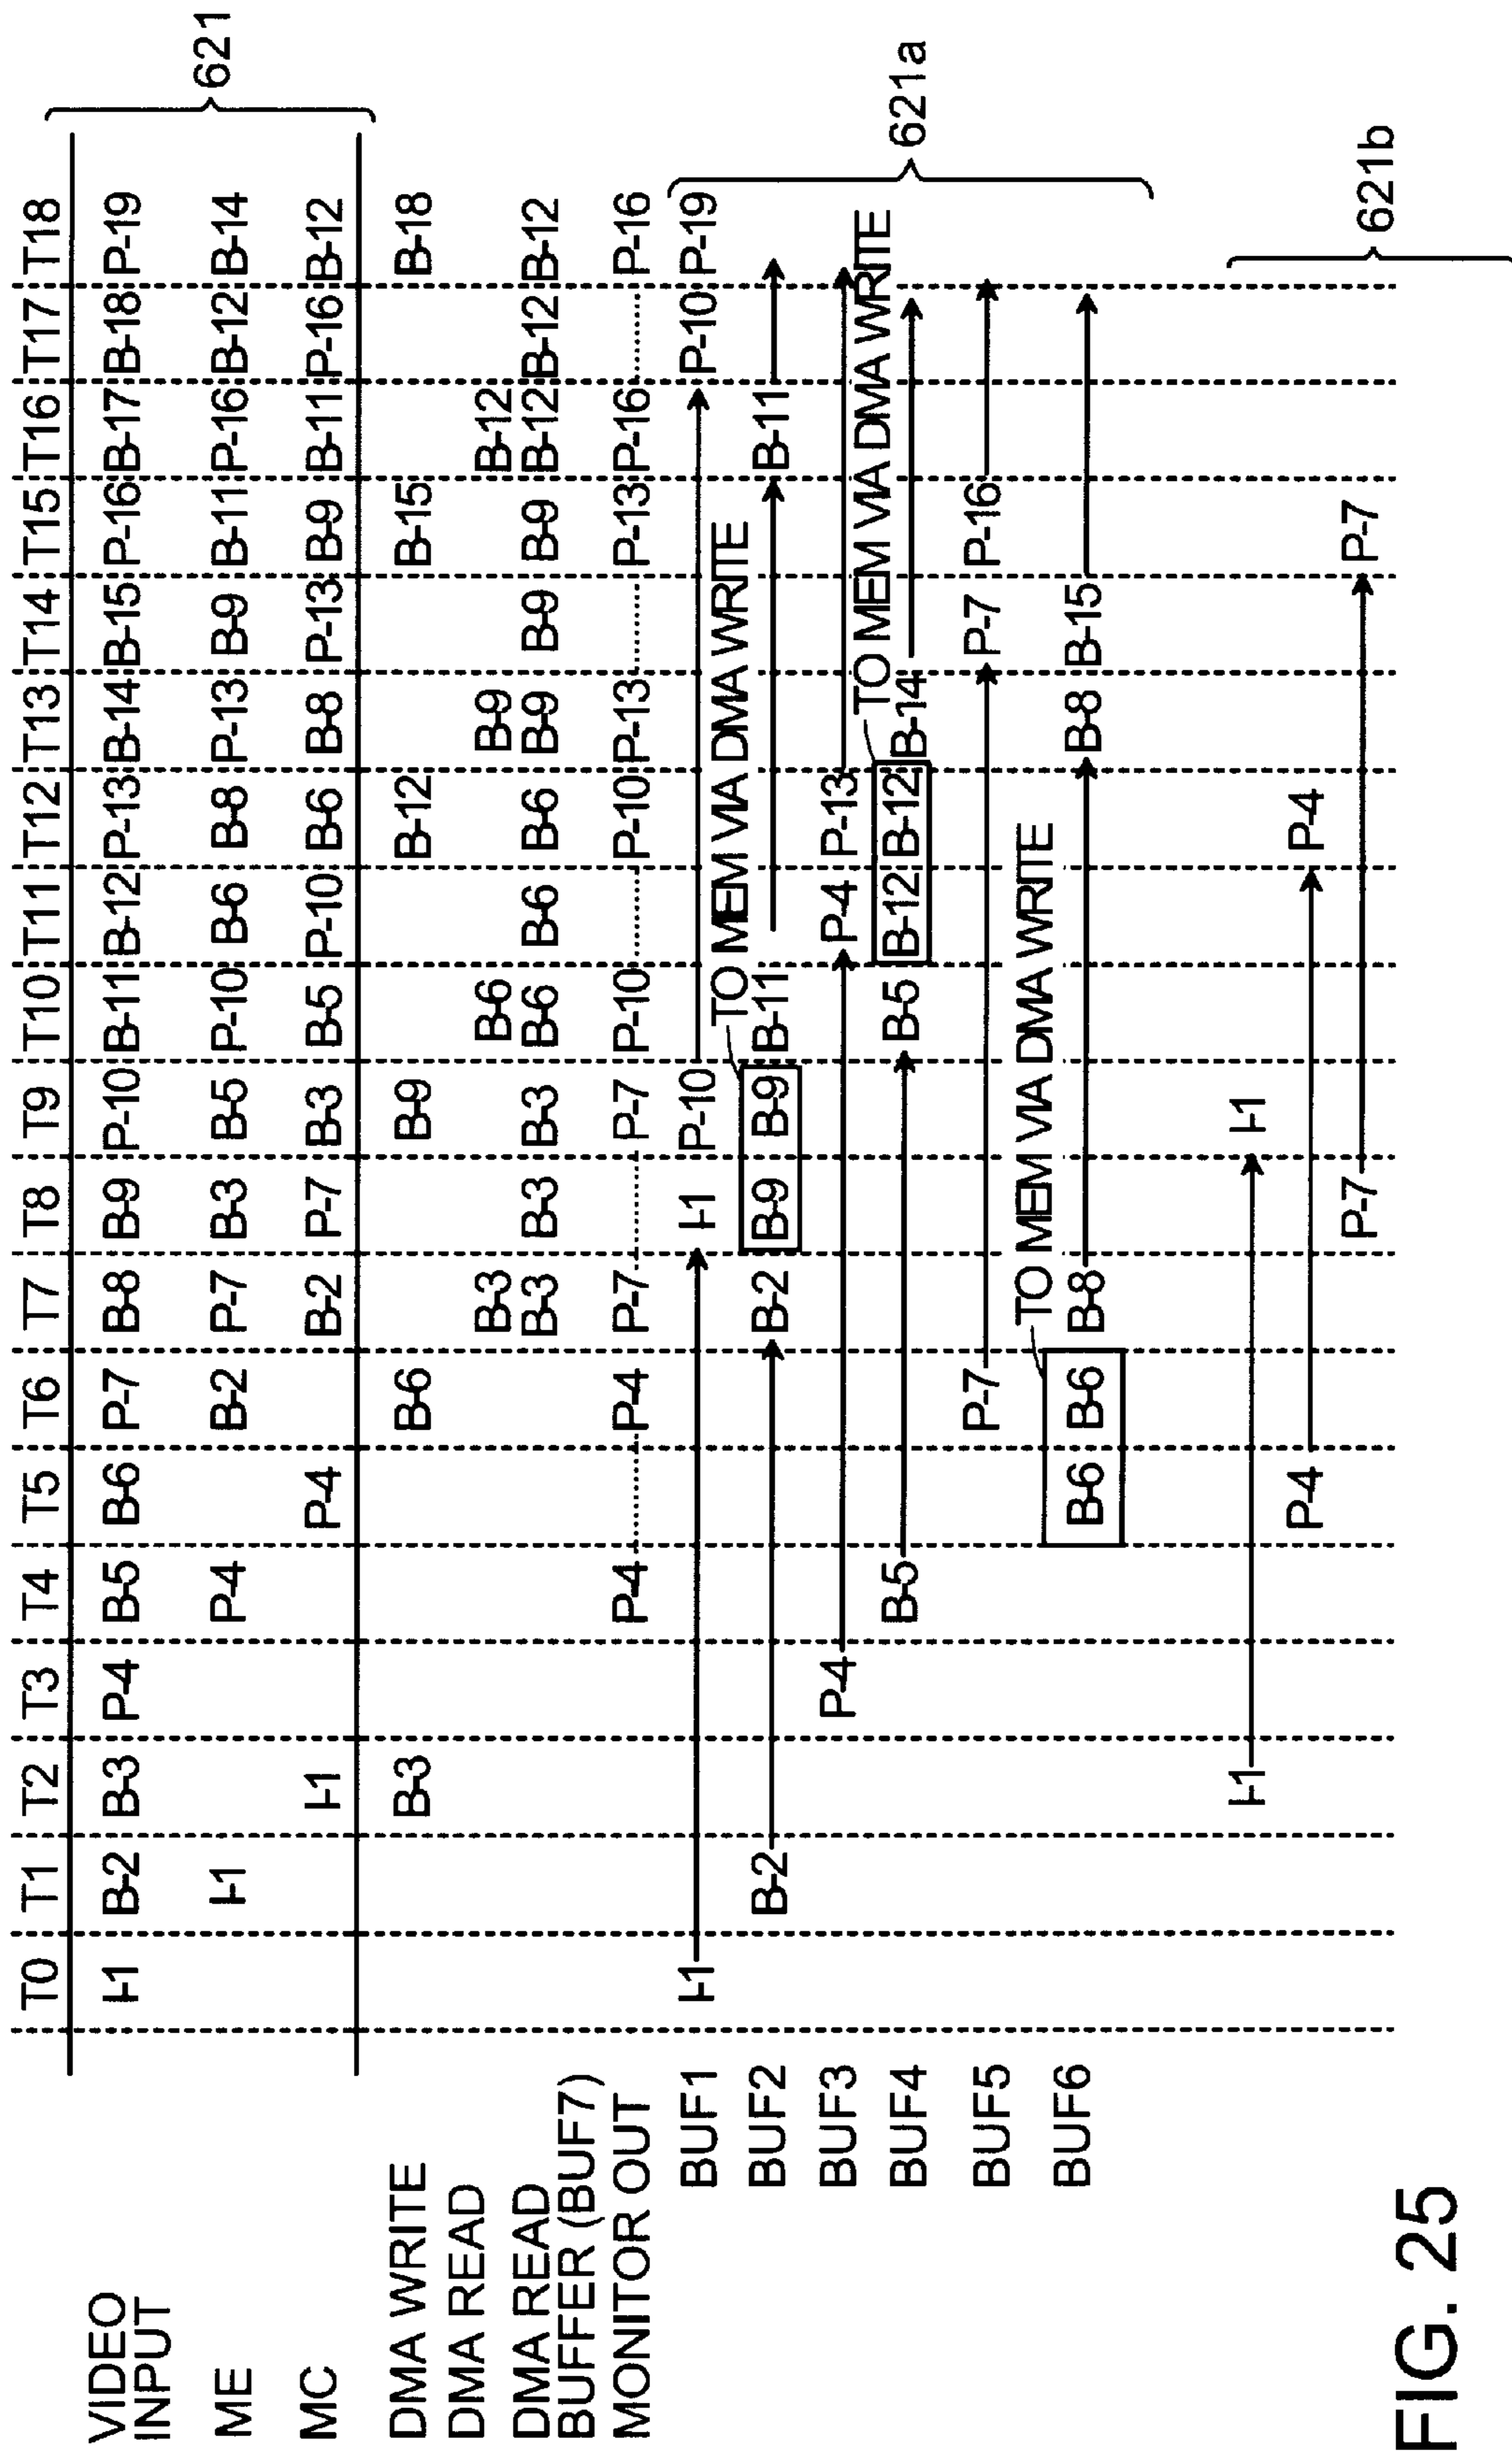 T0 T1 T2 T3 T4 T5 T6 T7 T8 T9 T10 T11 T12 T13 T14 T15 T16 T17 T18
VIDEO
INPUT
I-1 B-2 B-3 P-4 B-5 B-6 P-7 B-8 B-9 P-10 B-11 B-12 P-13 B-14 B-15 P-16 B-17 B-18 P-19
621
ME I-1 P-4 B-2 P-7 B-3 B-5 P-10 B-6 B-8 P-13 B-9 B-11 P-16 B-12 B-14
MC I-1 P-4 B-2 P-7 B-3 B-5 P-10 B-6 B-8 P-13 B-9 B-11 P-16 B-12
DMA WRITE B-3 B-6 B-9 B-12 B-15 B-18
DMA READ B-3 B-6 B-9 B-12
DMA READ
BUFFER (BUF7)
B-3 B-3 B-3 B-6 B-6 B-6 B-9 B-9 B-9 B-12 B-12 B-12
MONITOR OUT P-4 P-4 P-7 P-7 P-10 P-10 P-13 P-13 P-16 P-16
BUF1 I-1 I-1 P-10 P-10 P-19
TO MEM VIA DMA WRITE
BUF2 B-2 B-2 B-9 B-9 B-11 B-11
BUF3 P-4 P-4 P-13
TO MEM VIA DMA WRITE
BUF4 B-5 B-5 B-12 B-12 B-14
621a
BUF5 P-7 P-7 P-16
TO MEM VIA DMA WRITE
BUF6 B-6 B-6 B-8 B-8 B-15
I-1 I-1
P-4 P-4
P-7 P-7
621b
FIG. 25